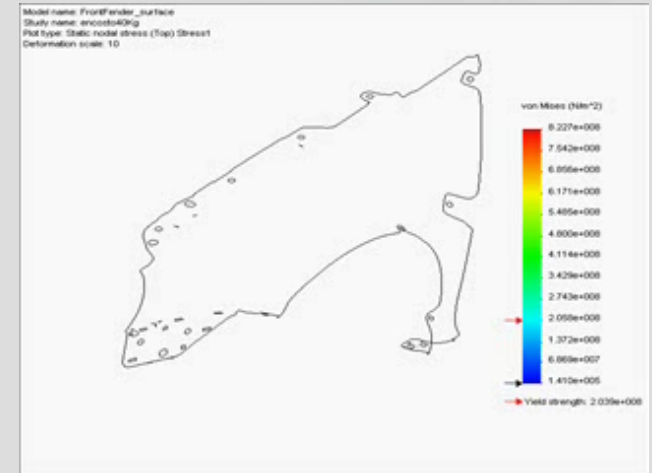 Model name: FrontFender_surface
Study name: encosto40Kg
Plot type: Static nodal stress (Top) Stress1
Deformation scale: 10
von Mises (N/m^2)
8.227e+008
7.542e+008
6.856e+008
6.171e+008
5.485e+008
4.800e+008
4.114e+008
3.429e+008
2.743e+008
2.058e+008
1.372e+008
6.869e+007
1.410e+005
Yield strength: 2.039e+008